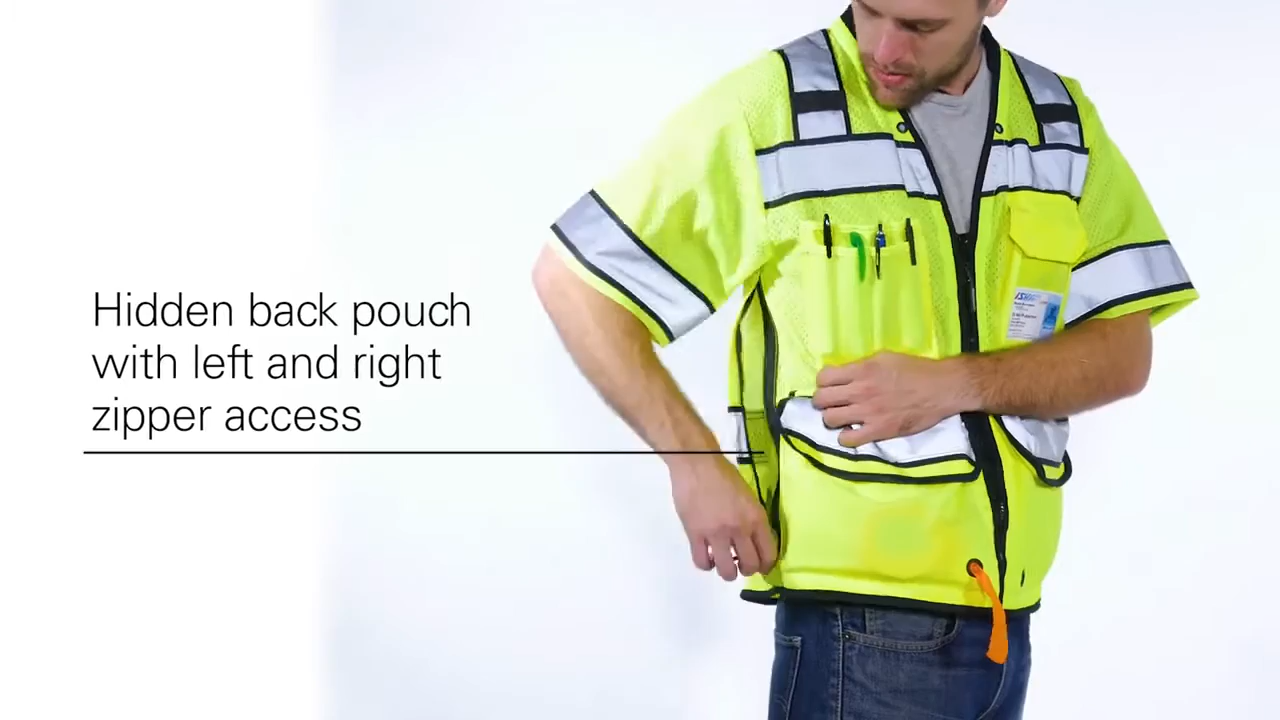 Hidden back pouch
with left and right
zipper access